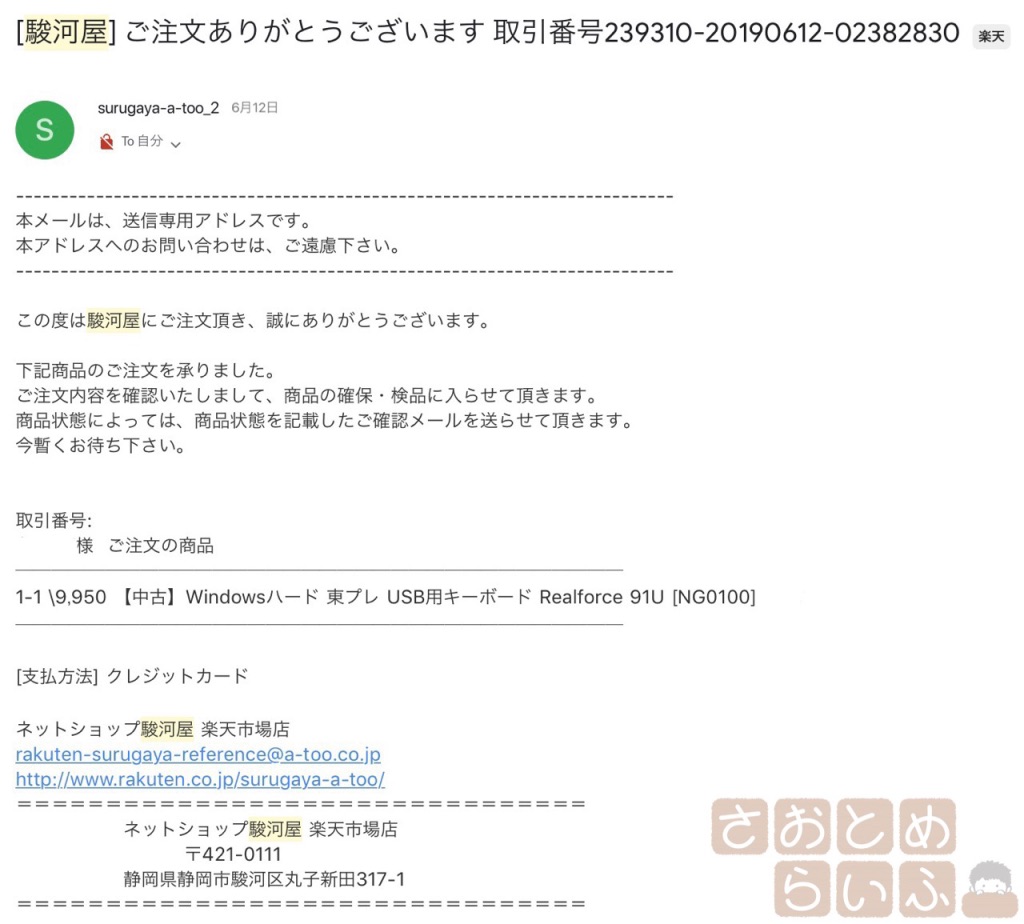 [駿河屋] ご注文ありがとうございます 取引番号239310-20190612-02382830 楽天
S
surugaya-a-too_2 6月12日
To 自分
--------------------------------------------------------------------------
本メールは、送信専用アドレスです。
本アドレスへのお問い合わせは、ご遠慮下さい。
--------------------------------------------------------------------------
この度は駿河屋にご注文頂き、誠にありがとうございます。
下記商品のご注文を承りました。
ご注文内容を確認いたしまして、商品の確保・検品に入らせて頂きます。
商品状態によっては、商品状態を記載したご確認メールを送らせて頂きます。
今暫くお待ち下さい。
取引番号:
様 ご注文の商品
1-1 \9,950 【中古】Windowsハード 東プレ USB用キーボード Realforce 91U [NG0100]
[支払方法] クレジットカード
ネットショップ駿河屋 楽天市場店
rakuten-surugaya-reference@a-too.co.jp
http://www.rakuten.co.jp/surugaya-a-too/
＝＝＝＝＝＝＝＝＝＝＝＝＝＝＝＝＝＝＝＝＝＝＝＝＝＝＝＝＝＝＝＝
ネットショップ駿河屋 楽天市場店
〒421-0111
静岡県静岡市駿河区丸子新田317-1
＝＝＝＝＝＝＝＝＝＝＝＝＝＝＝＝＝＝＝＝＝＝＝＝＝＝＝＝＝＝＝＝
さおとめ
らいふ